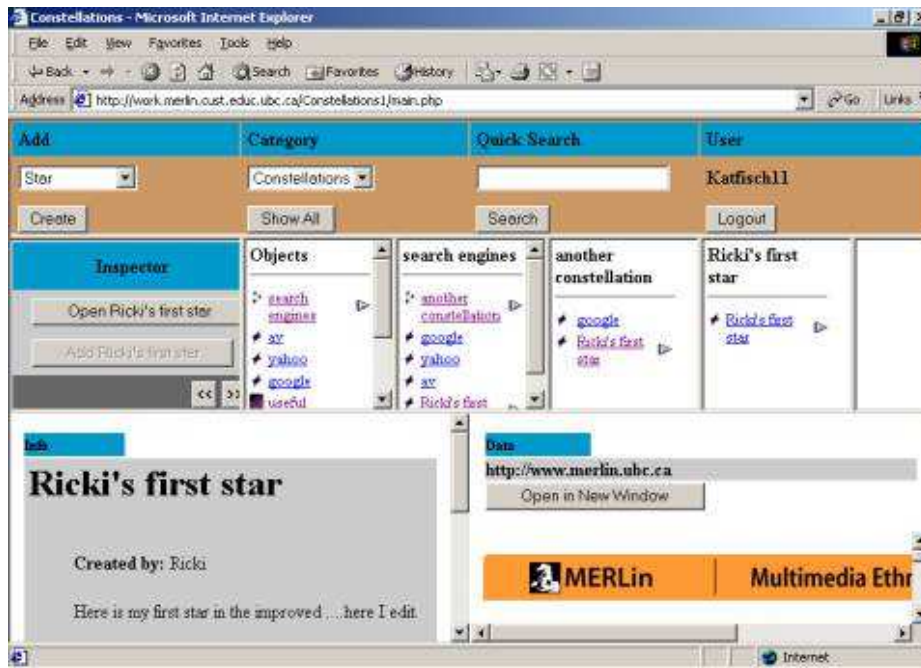 Constellations - Microsoft Internet Explorer
File Edit View Favorites Tools Help
Back Search Favorites History
Address http://work.merlin.cust.educ.ubc.ca/Constellations1/main.php Go Links
Add Category Quick Search User
Star Constellations Katfisch11
Create Show All Search Logout
Inspector
Open Ricki's first star
Add Ricki's first star
<< >>
Objects
search
engines
av
yahoo
google
useful
search engines
another
constellation
google
yahoo
av
Ricki's first
another
constellation
google
Ricki's first
star
Ricki's first
star
Ricki's first
star
Info
Ricki's first star
Created by: Ricki
Here is my first star in the improved ....here I edit
Data
http://www.merlin.ubc.ca
Open in New Window
MERLin Multimedia Ethr
Internet